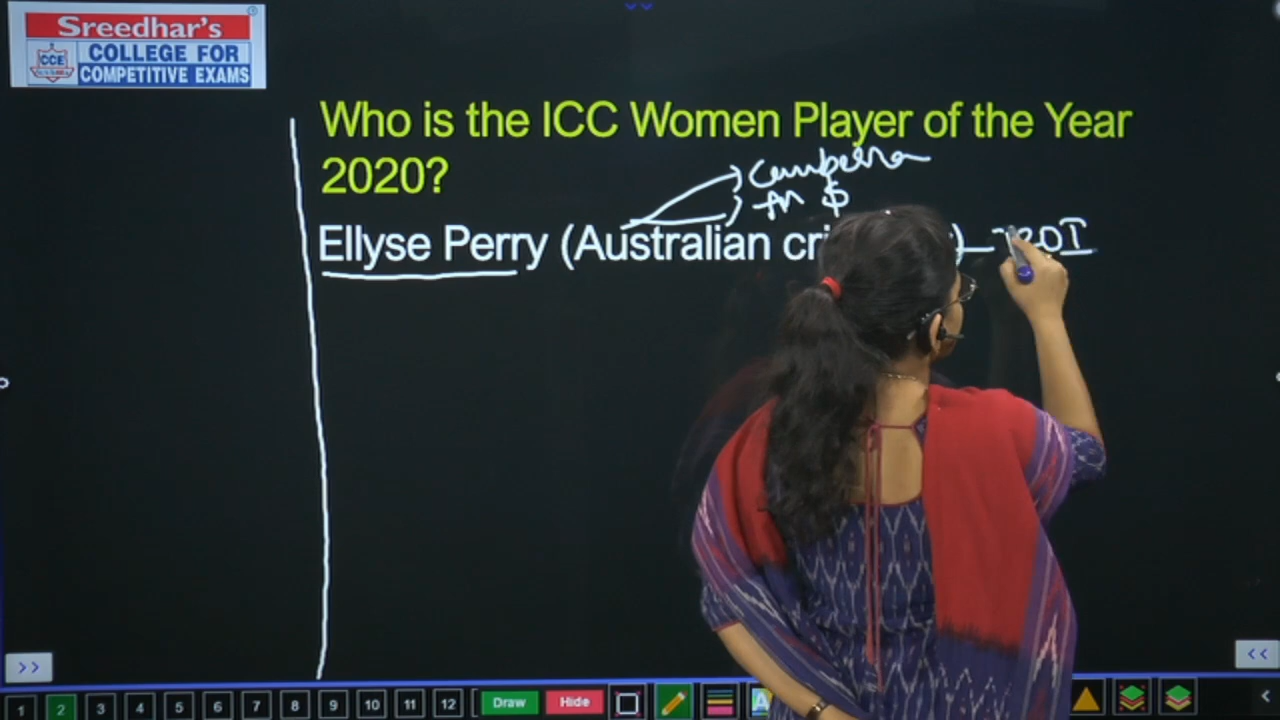 Sreedhar's
CCE
COLLEGE FOR
COMPETITIVE EXAMS
Who is the ICC Women Player of the Year
2020?
Canberra
$
Ellyse Perry (Australian cri
>>
<<
1 2 3 4 5 6 7 8 9 10 11 12 Draw Hide A